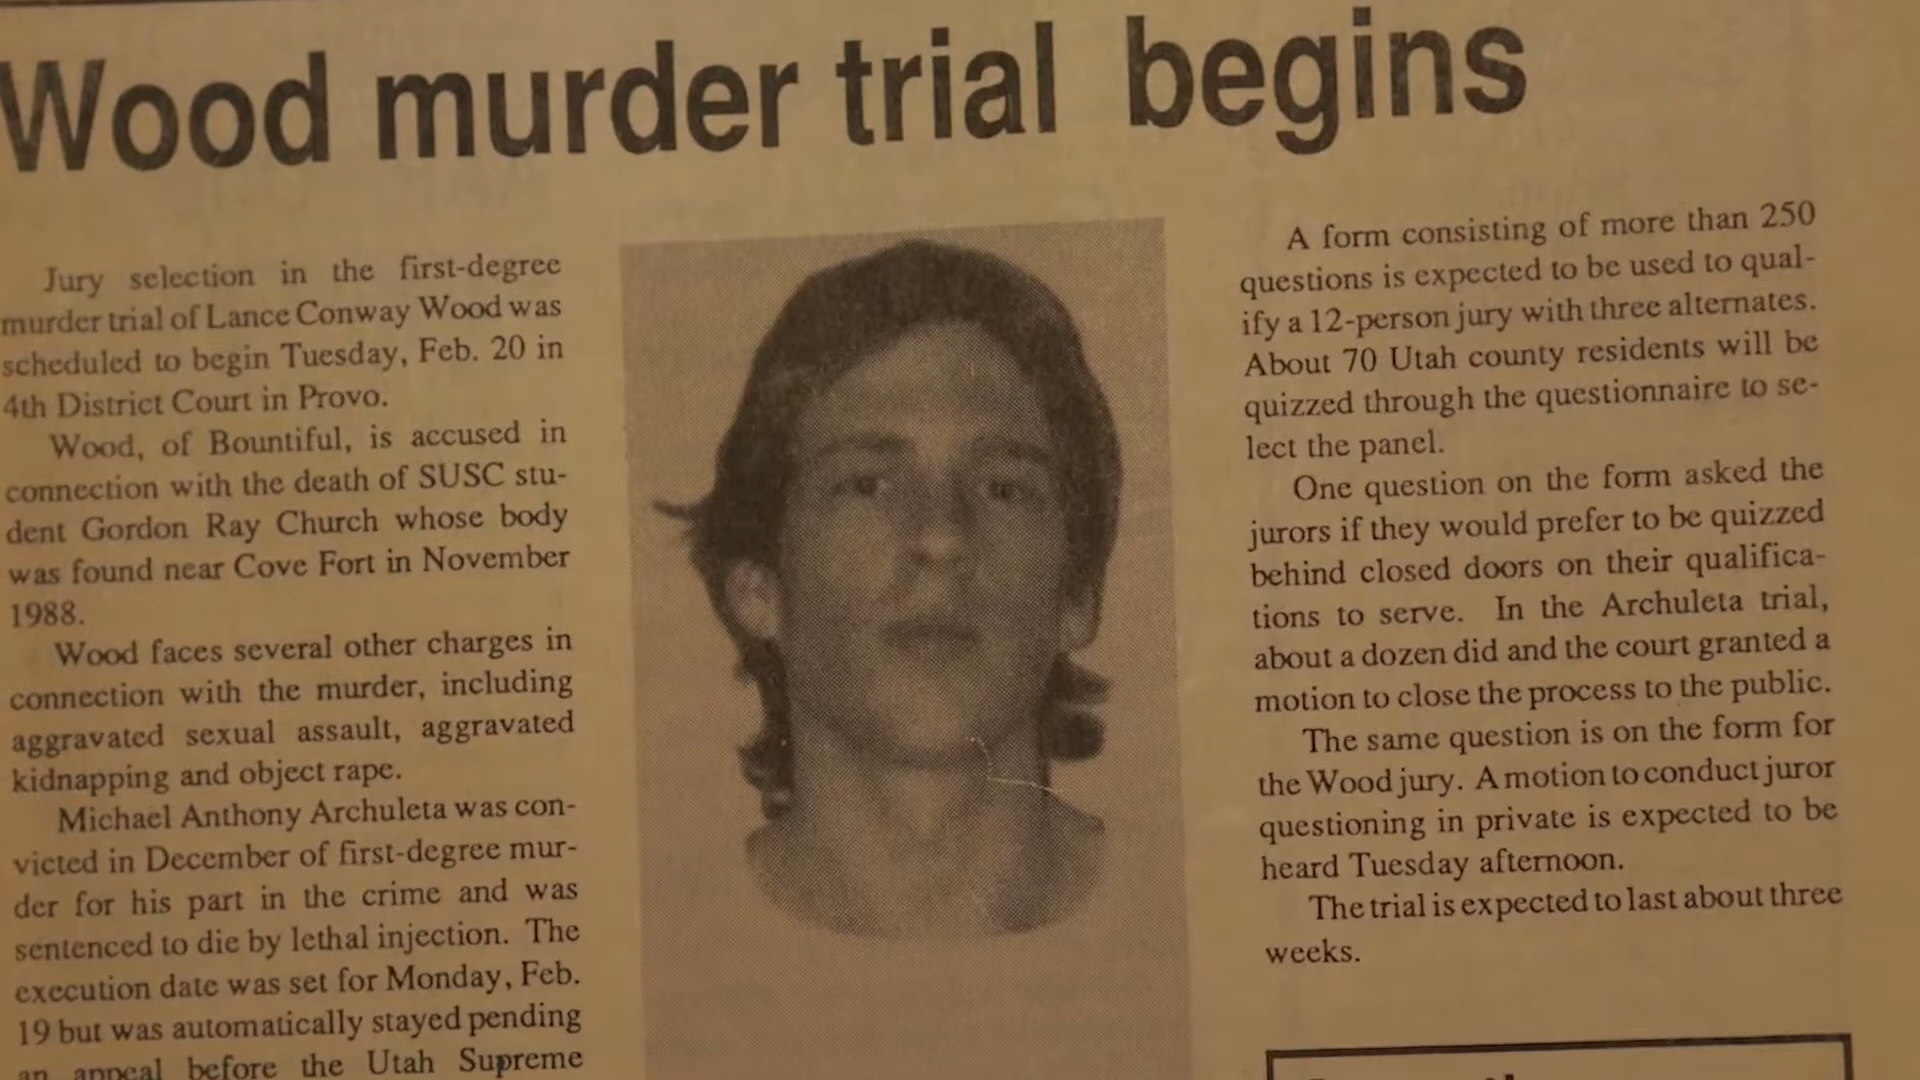 Wood murder trial begins
Jury selection in the first-degree
murder trial of Lance Conway Wood was
scheduled to begin Tuesday, Feb. 20 in
4th District Court in Provo.
Wood, of Bountiful, is accused in
connection with the death of SUSC stu-
dent Gordon Ray Church whose body
was found near Cove Fort in November
1988.
Wood faces several other charges in
connection with the murder, including
aggravated sexual assault, aggravated
kidnapping and object rape.
Michael Anthony Archuleta was con-
victed in December of first-degree mur-
der for his part in the crime and was
sentenced to die by lethal injection. The
execution date was set for Monday, Feb.
19 but was automatically stayed pending
an appeal before the Utah Supreme
A form consisting of more than 250
questions is expected to be used to qual-
ify a 12-person jury with three alternates.
About 70 Utah county residents will be
quizzed through the questionnaire to se-
lect the panel.
One question on the form asked the
jurors if they would prefer to be quizzed
behind closed doors on their qualifica-
tions to serve. In the Archuleta trial,
about a dozen did and the court granted a
motion to close the process to the public.
The same question is on the form for
the Wood jury. A motion to conduct juror
questioning in private is expected to be
heard Tuesday afternoon.
The trial is expected to last about three
weeks.